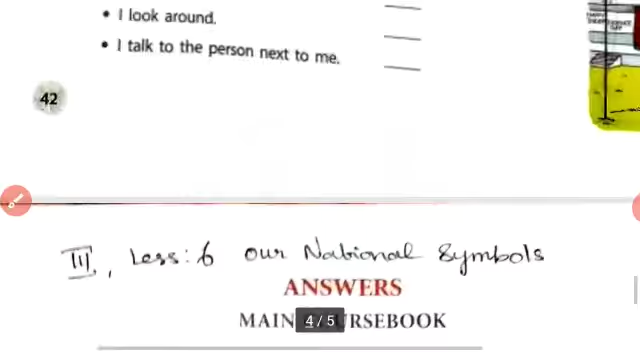 • I look around.
• I talk to the person next to me.
42
III, Less: 6 Our National Symbols
ANSWERS
MAIN COURSEBOOK
4 / 5